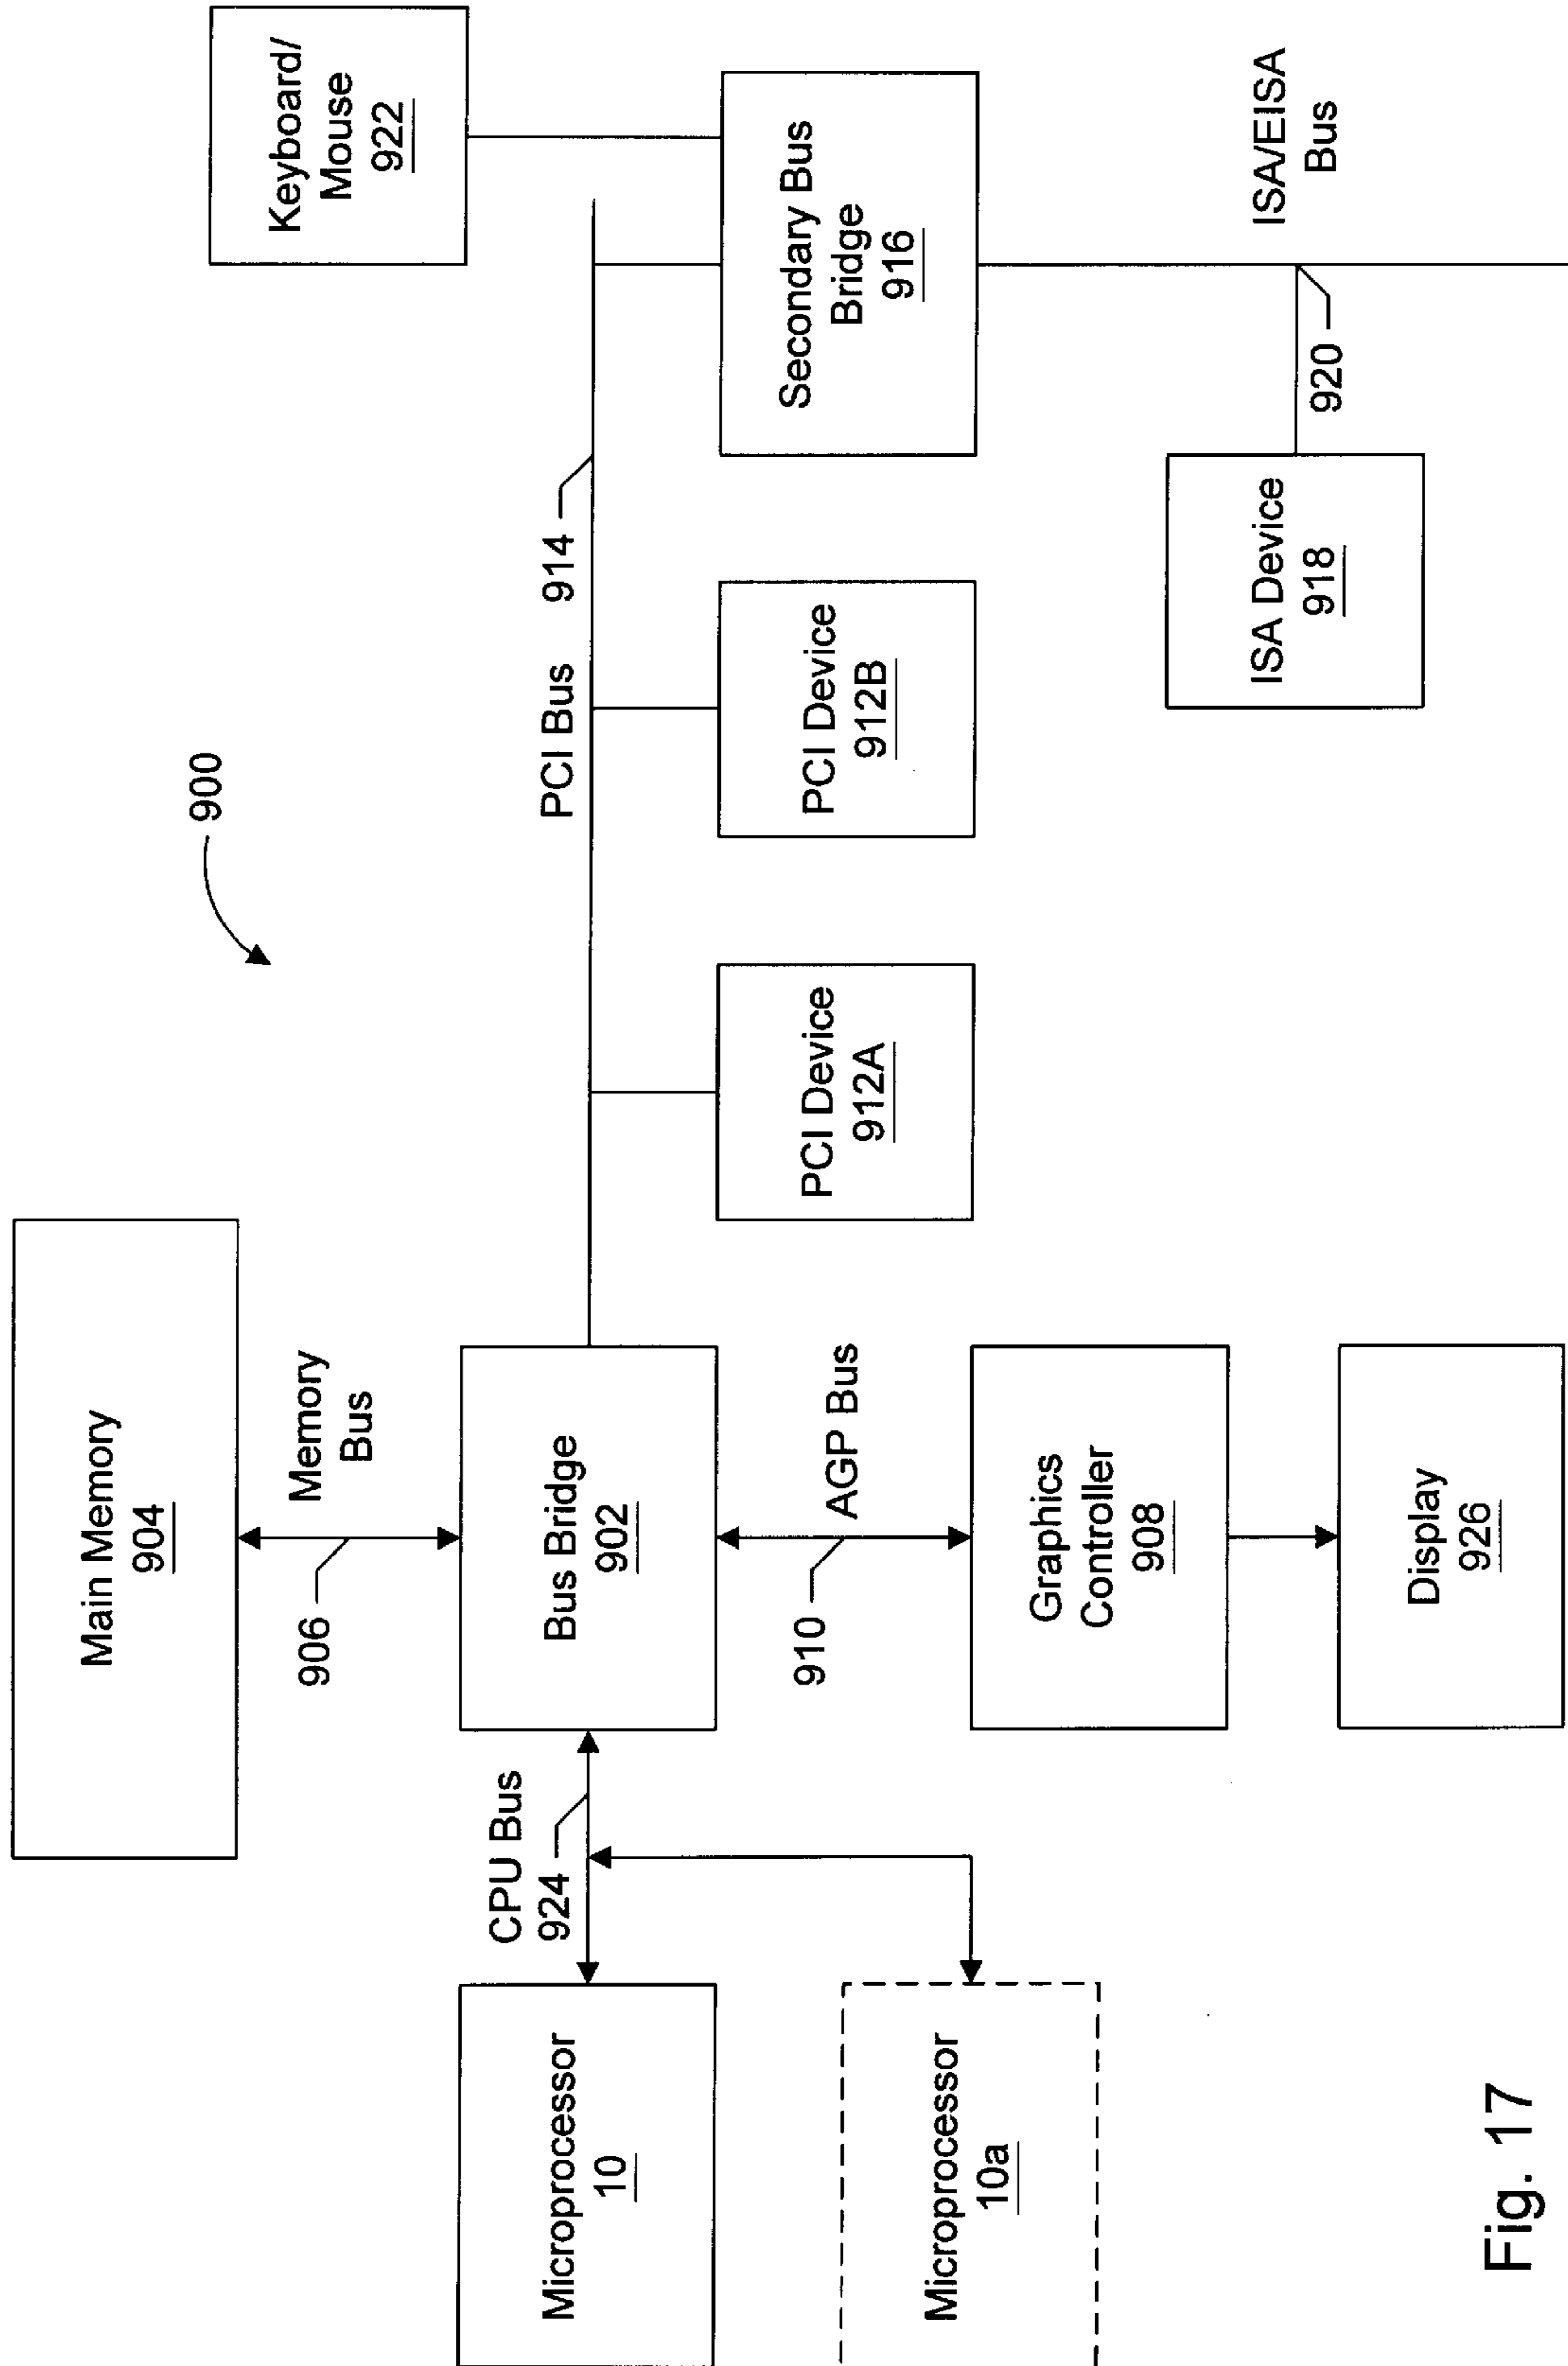 900
Main Memory
904
Keyboard/
Mouse
922
906
Memory
Bus
CPU Bus
924
PCI Bus
914
Microprocessor
10
Bus Bridge
902
PCI Device
912A
PCI Device
912B
Secondary Bus
Bridge
916
910
AGP Bus
Microprocessor
10a
Graphics
Controller
908
ISA Device
918
920
ISA/EISA
Bus
Display
926
Fig. 17